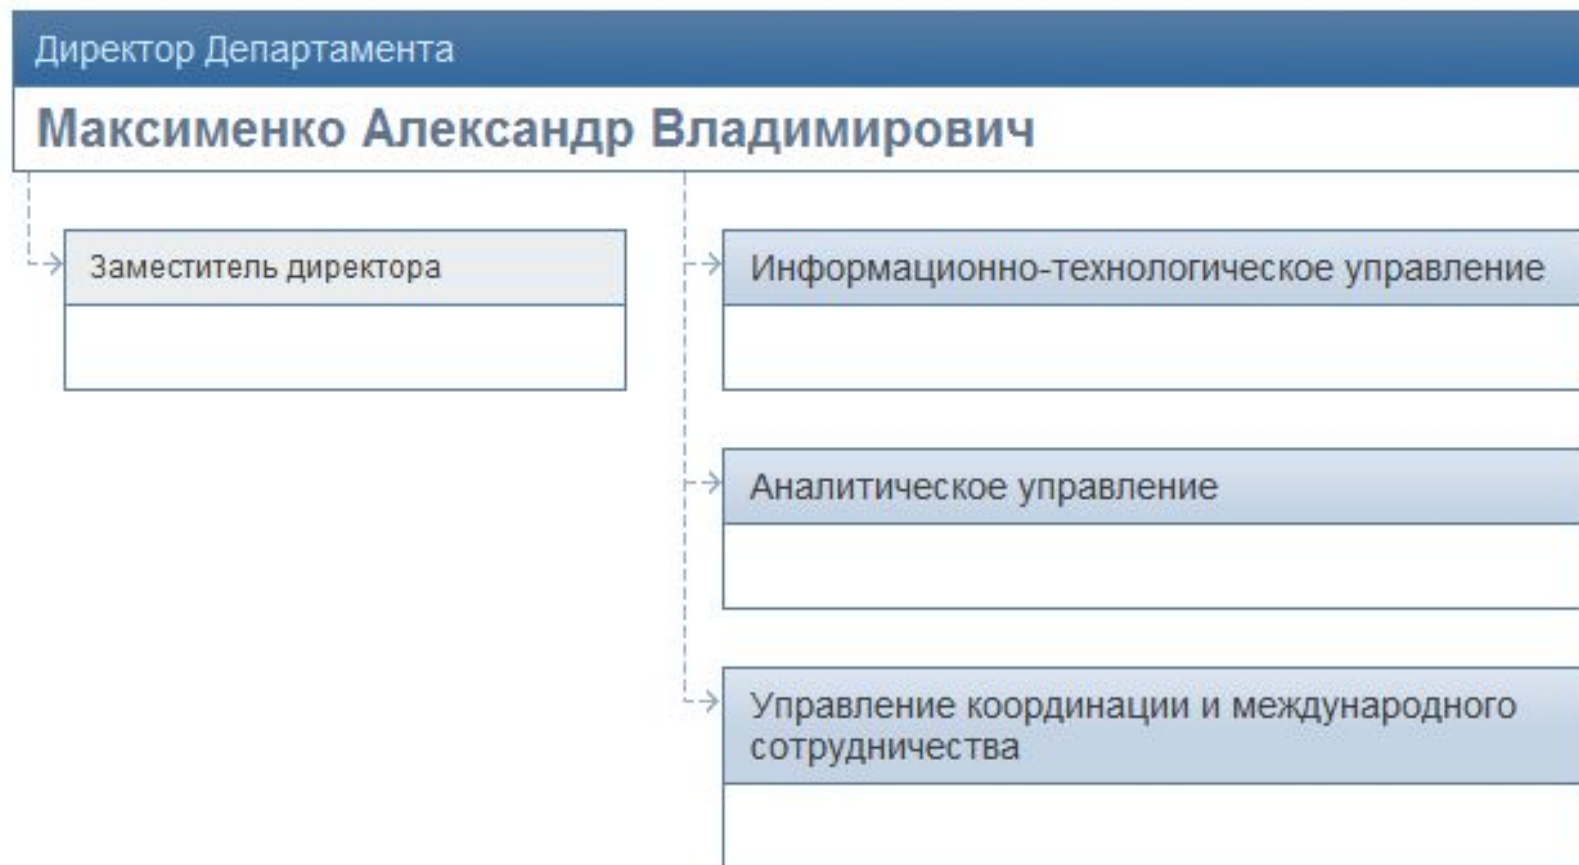 Директор Департамента
Максименко Александр Владимирович
Заместитель директора
Информационно-технологическое управление
Аналитическое управление
Управление координации и международного
сотрудничества